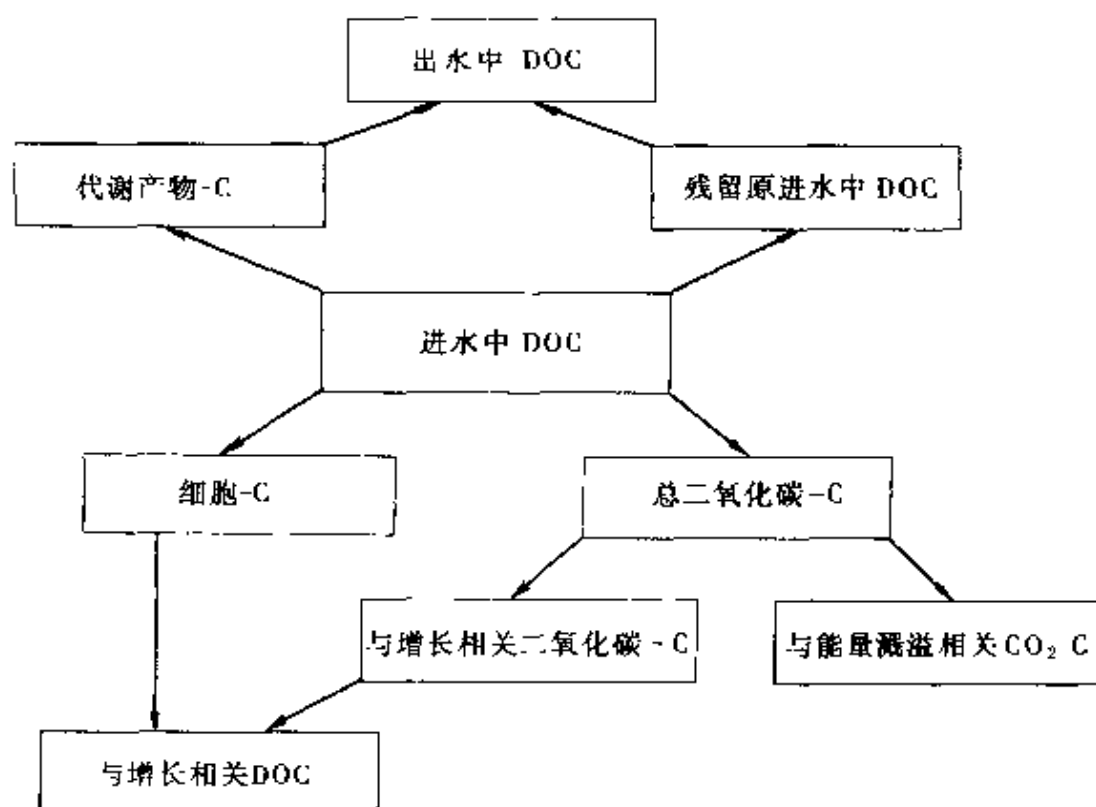 出水中 DOC
代谢产物-C
残留原进水中 DOC
进水中 DOC
细胞-C
总二氧化碳-C
与增长相关二氧化碳-C
与能量溅溢相关CO₂ C
与增长相关DOC